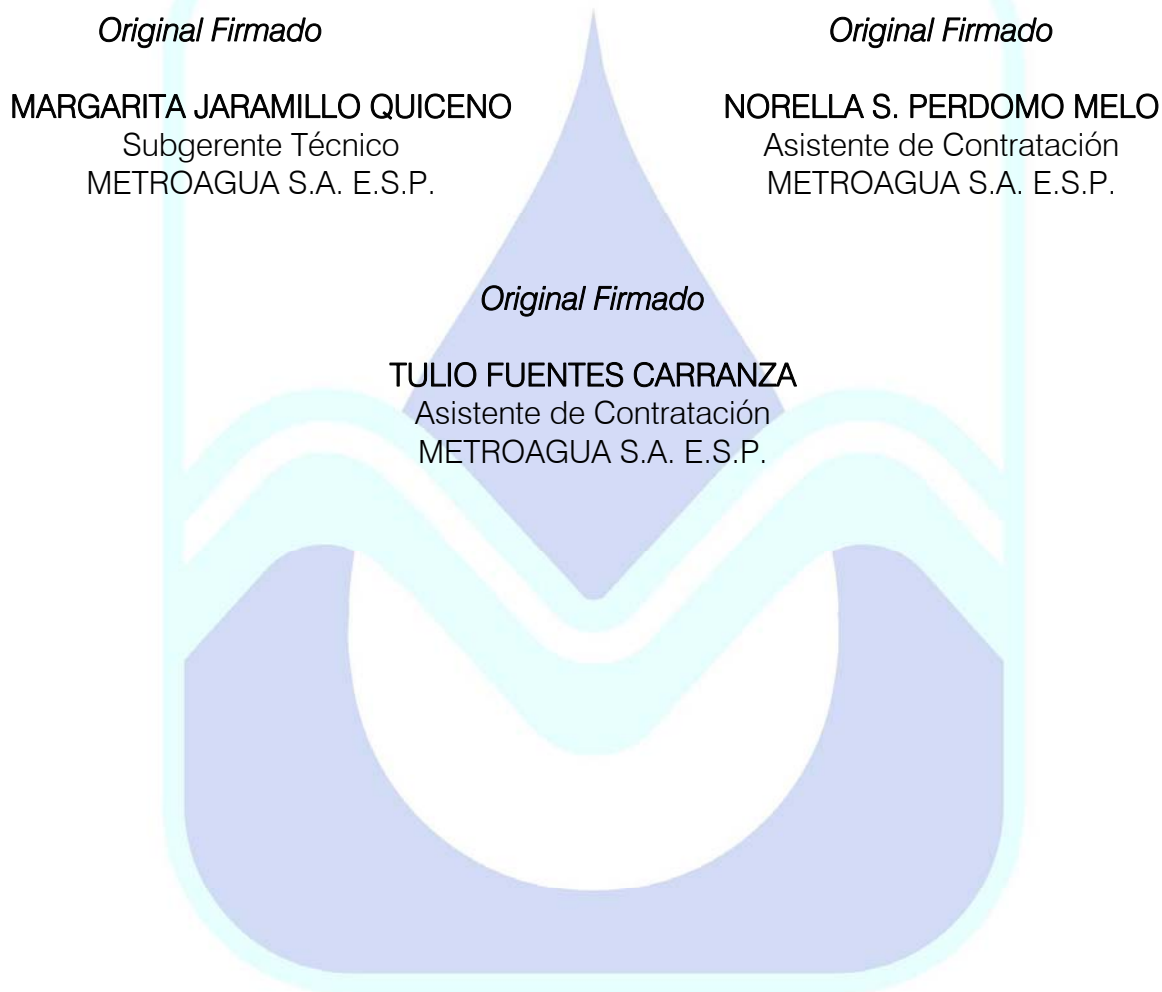 Original Firmado
MARGARITA JARAMILLO QUICENO
Subgerente Técnico
METROAGUA S.A. E.S.P.
Original Firmado
NORELLA S. PERDOMO MELO
Asistente de Contratación
METROAGUA S.A. E.S.P.
Original Firmado
TULIO FUENTES CARRANZA
Asistente de Contratación
METROAGUA S.A. E.S.P.